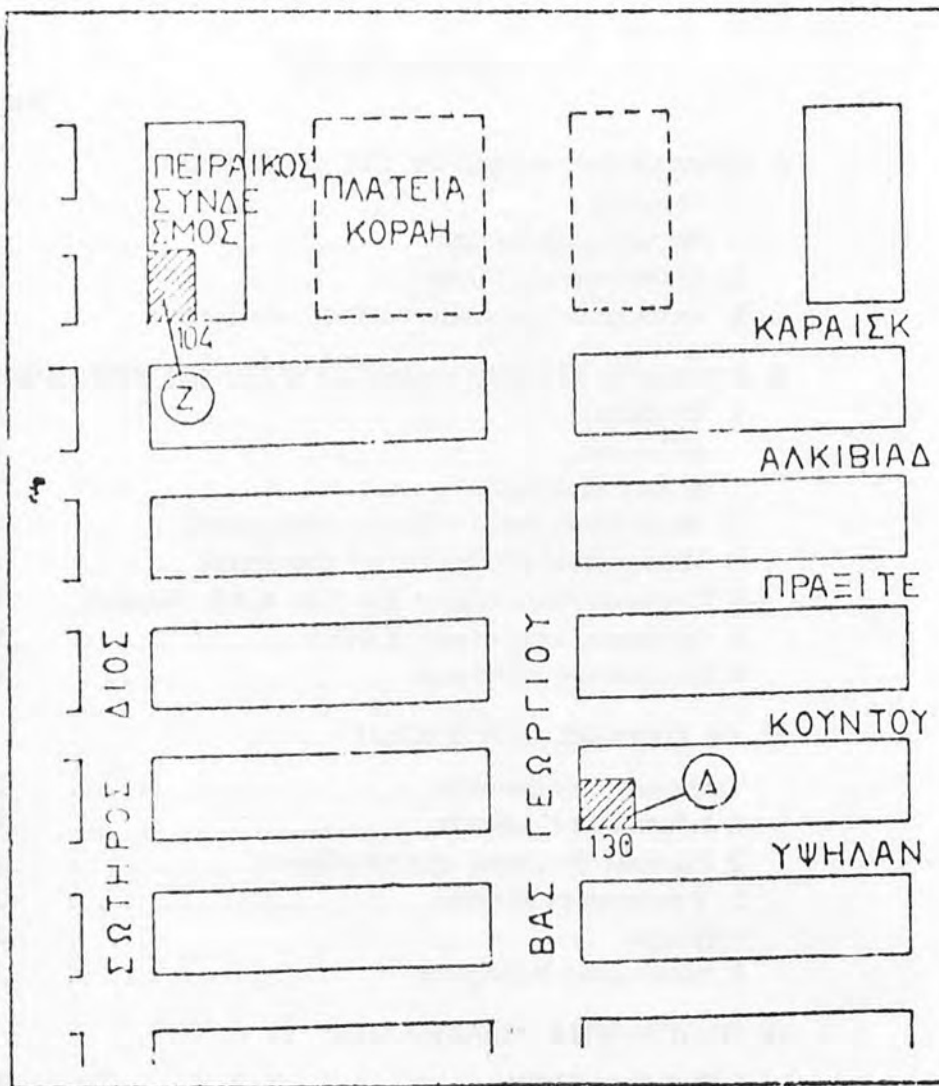 ΠΕΙΡΑΙΚΟΣ
ΣΥΝΔΕ
ΣΜΟΣ
ΠΛΑΤΕΙΑ
ΚΟΡΑΗ
104
Ζ
ΚΑΡΑΙΣΚ
ΑΛΚΙΒΙΑΔ
ΠΡΑΞΙΤΕ
ΣΩΤΗΡΟΣ ΔΙΟΣ
ΒΑΣ ΓΕΩΡΓΙΟΥ
ΚΟΥΝΤΟΥ
Δ
130
ΥΨΗΛΑΝ